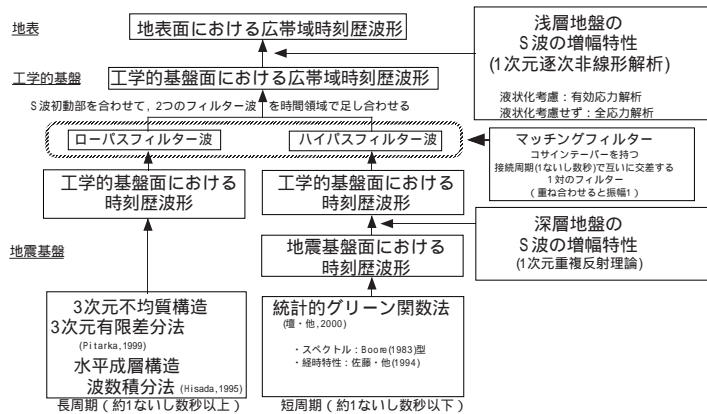 地表
地表面における広帯域時刻歴波形
工学的基盤
工学的基盤面における広帯域時刻歴波形
S波初動部を合わせて，2つのフィルター波 を時間領域で足し合わせる
ローパスフィルター波
ハイパスフィルター波
工学的基盤面における
時刻歴波形
工学的基盤面における
時刻歴波形
地震基盤
地震基盤面における
時刻歴波形
3次元不均質構造
3次元有限差分法
(Pitarka,1999)
水平成層構造
波数積分法 (Hisada,1995)
長周期（約1ないし数秒以上）
統計的グリーン関数法
(壇・他,2000)
・スペクトル：Boore(1983)型
・経時特性：佐藤・他(1994)
短周期（約1ないし数秒以下）
浅層地盤の
S波の増幅特性
(1次元逐次非線形解析)
液状化考慮：有効応力解析
液状化考慮せず：全応力解析
マッチングフィルター
コサインテーパーを持つ
接続周期(1ないし数秒)で互いに交差する
1対のフィルター
（重ね合わせると振幅1）
深層地盤の
S波の増幅特性
(1次元重複反射理論)